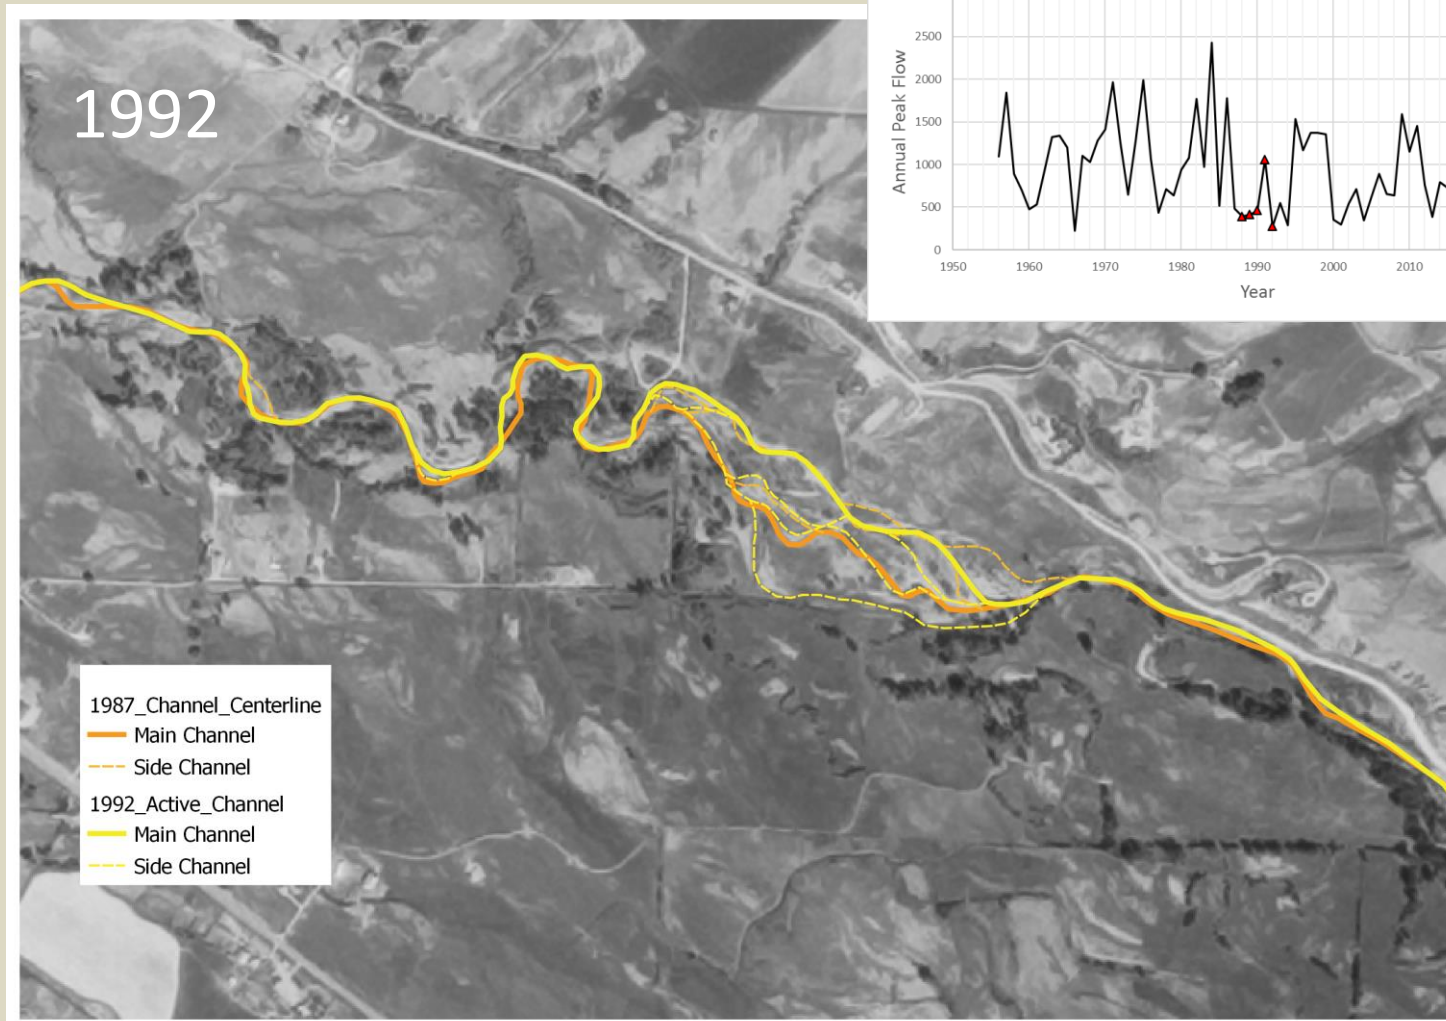 1992
2500
2000
1500
1000
500
0
Annual Peak Flow
1950 1960 1970 1980 1990 2000 2010
Year
1987_Channel_Centerline
Main Channel
Side Channel
1992_Active_Channel
Main Channel
Side Channel